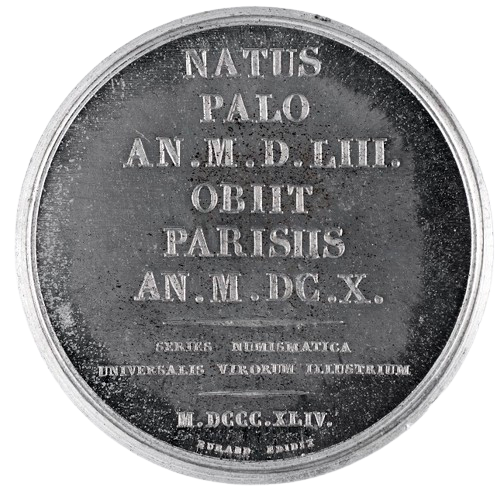 NATUS
PALO
AN. M. D. LIII.
OBIIT
PARISIIS
AN. M. DC. X.
SERIES NUMISMATICA
UNIVERSALIS VIRORUM ILLUSTRIUM
M. DCCC. XLIV.
DURAND EDIDIT